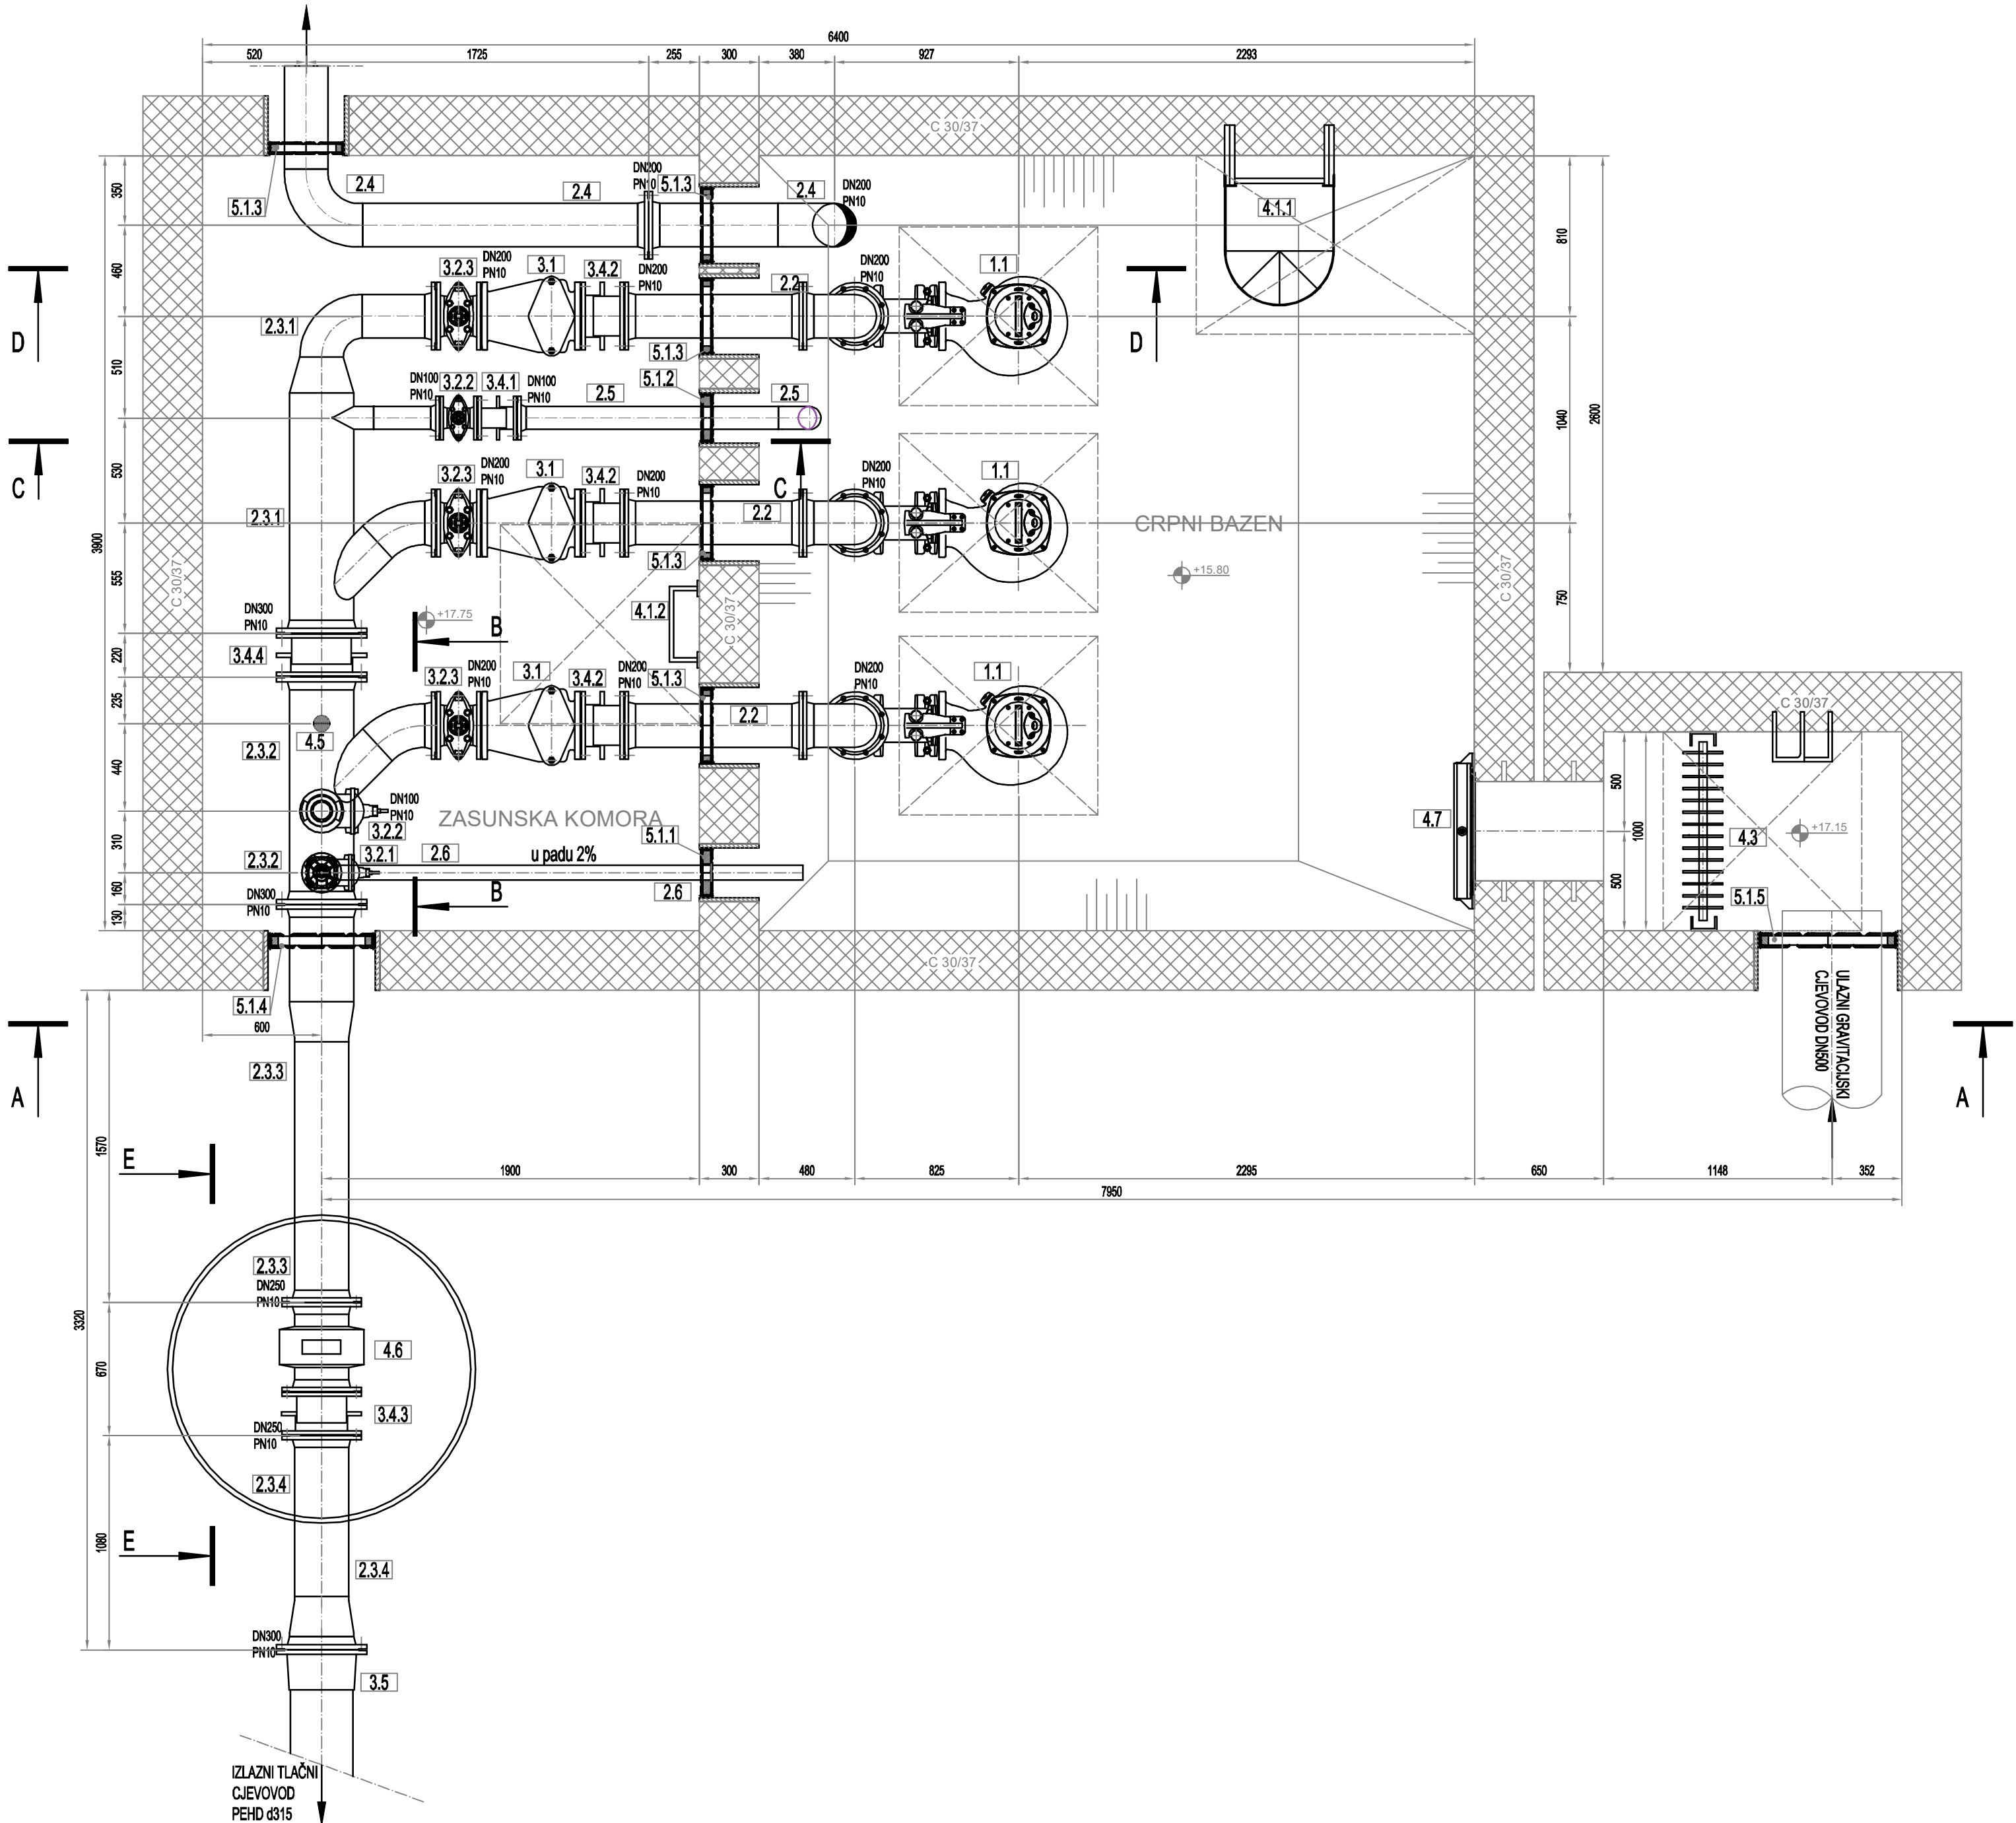 6400
520
1725
255
300
380
927
2293
C 30/37
350
2.4
2.4
DN200
PN10
5.1.3
2.4
DN200
PN10
5.1.3
4.1.1
810
460
3.2.3
DN200
PN10
3.1
3.4.2
DN200
PN10
2.2
DN200
PN10
1.1
D
D
2.3.1
5.1.3
510
DN100
PN10
3.2.2
3.4.1
DN100
PN10
2.5
5.1.2
2.5
1040
2600
C
C
530
3.2.3
DN200
PN10
3.1
3.4.2
DN200
PN10
DN200
PN10
1.1
2.3.1
2.2
CRPNI BAZEN
3900
5.1.3
+15.80
C 30/37
C 30/37
C 30/37
555
4.1.2
750
DN300
PN10
+17.75
B
220
3.4.4
3.2.3
DN200
PN10
3.1
3.4.2
DN200
PN10
5.1.3
DN200
PN10
1.1
235
2.2
C 30/37
4.5
2.3.2
440
500
1000
500
DN100
PN10
ZASUNSKA KOMORA
4.7
3.2.2
310
5.1.1
4.3
+17.15
2.3.2
3.2.1
2.6
u padu 2%
160
DN300
PN10
B
2.6
5.1.5
130
C 30/37
5.1.4
ULAZNI GRAVITACIJSKI
CJEVOVOD DN500
600
A
A
2.3.3
1570
E
1900
300
480
825
2295
650
1148
352
7950
2.3.3
DN250
PN10
3320
670
4.6
3.4.3
DN250
PN10
2.3.4
1080
E
2.3.4
DN300
PN10
3.5
IZLAZNI TLAČNI
CJEVOVOD
PEHD d315